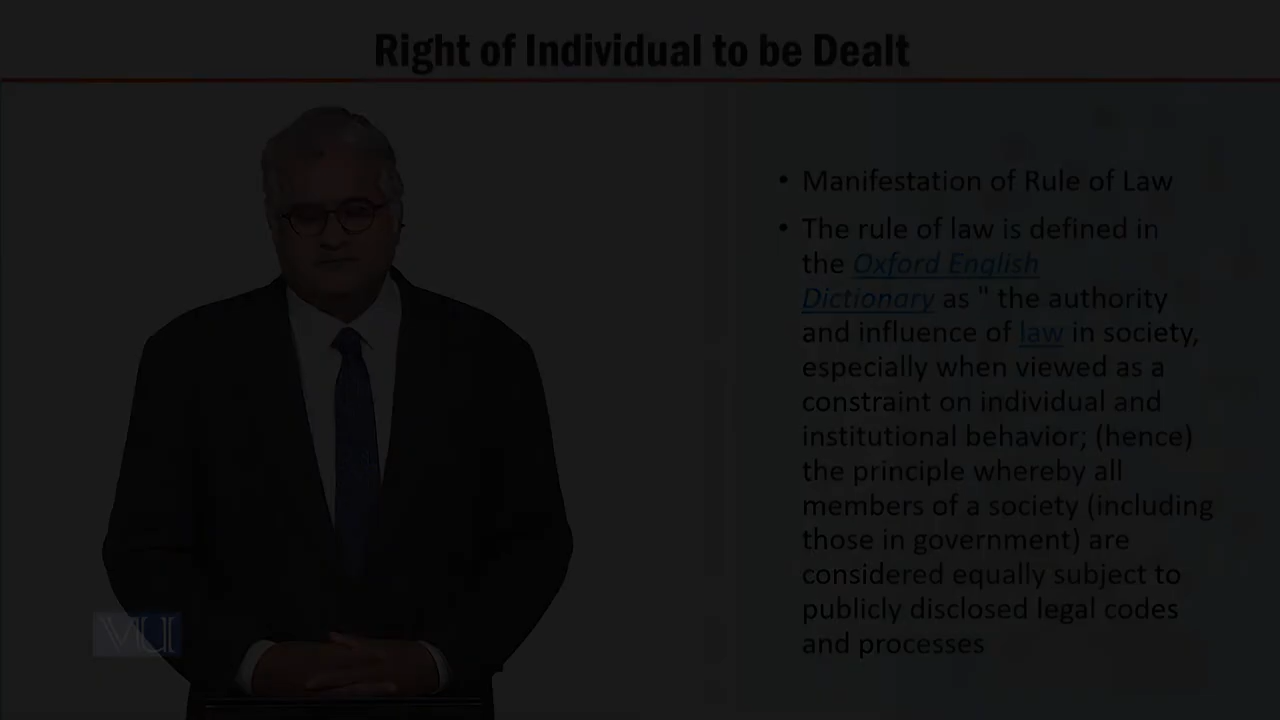 Right of Individual to be Dealt
• Manifestation of Rule of Law
• The rule of law is defined in
the Oxford English
Dictionary as " the authority
and influence of law in society,
especially when viewed as a
constraint on individual and
institutional behavior; (hence)
the principle whereby all
members of a society (including
those in government) are
considered equally subject to
publicly disclosed legal codes
and processes
VU